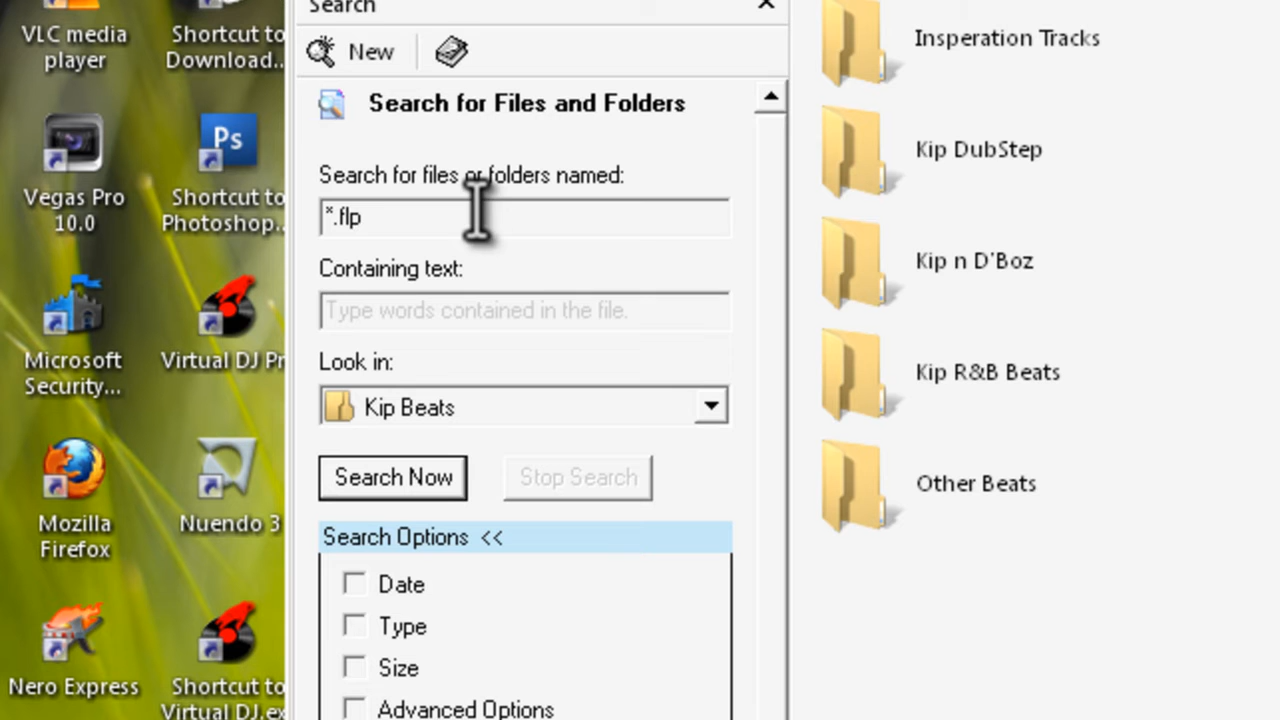 VLC media
player
Shortcut to
Download...
Ps
Vegas Pro
10.0
Shortcut to
Photoshop...
Microsoft
Security...
Virtual DJ Pr
Mozilla
Firefox
Nuendo 3
Nero Express
Shortcut to
Virtual DJ.ex
Search
New
Search for Files and Folders
Search for files or folders named:
*.flp
Containing text:
Type words contained in the file.
Look in:
Kip Beats
Search Now
Stop Search
Search Options <<
Date
Type
Size
Advanced Options
Insperation Tracks
Kip DubStep
Kip n D'Boz
Kip R&B Beats
Other Beats